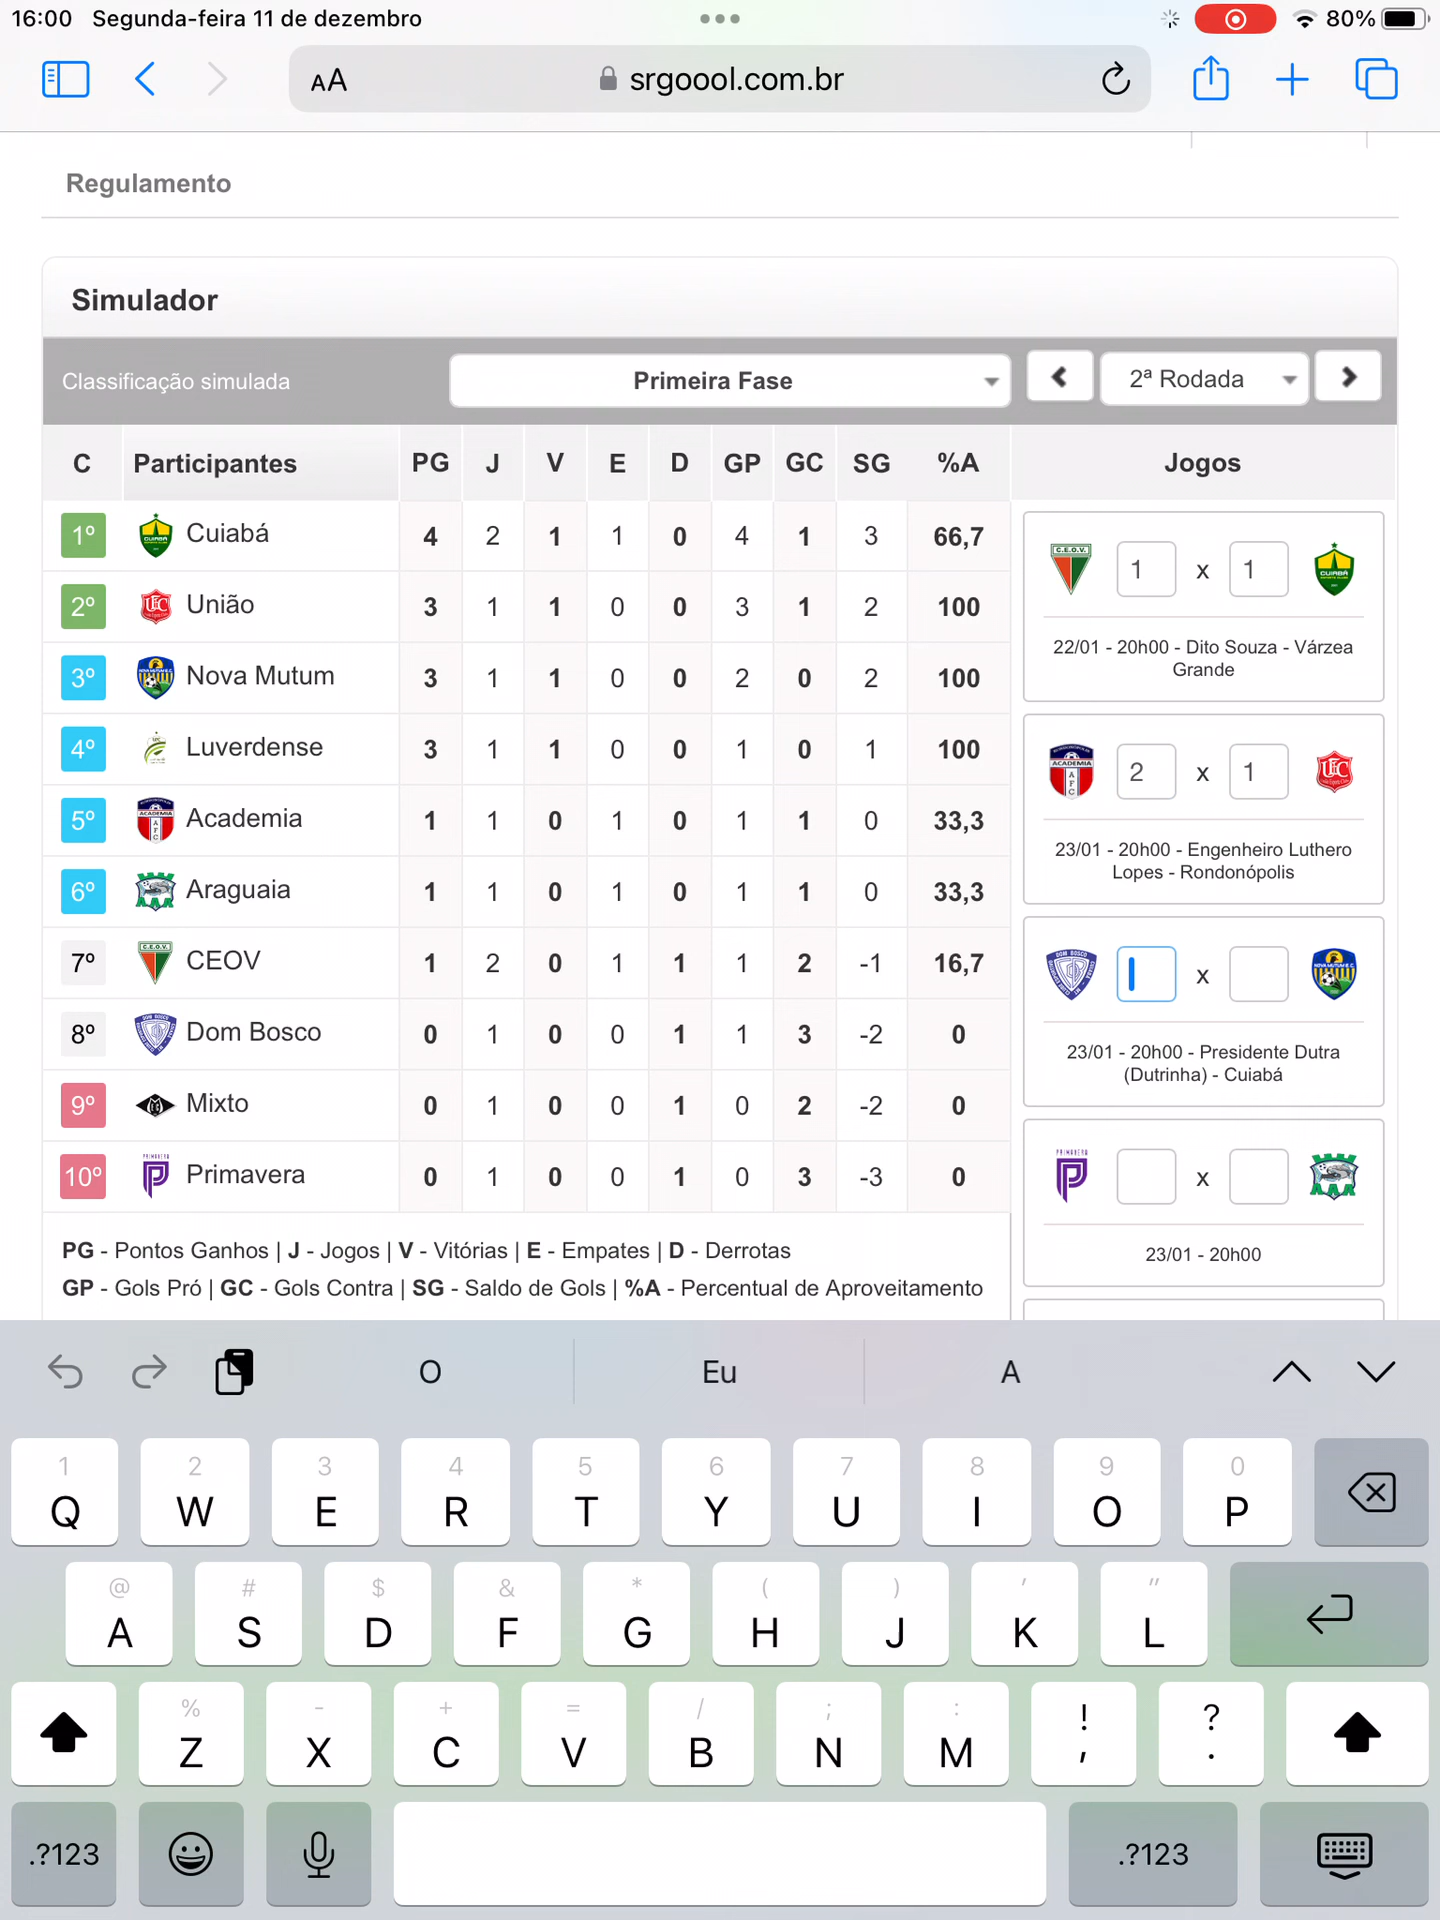 16:00 Segunda-feira 11 de dezembro
80%
AA srgoool.com.br
Regulamento
Simulador
Classificação simulada Primeira Fase 2ª Rodada
C Participantes PG J V E D GP GC SG %A Jogos
1º Cuiabá 4 2 1 1 0 4 1 3 66,7
2º União 3 1 1 0 0 3 1 2 100
3º Nova Mutum 3 1 1 0 0 2 0 2 100
4º Luverdense 3 1 1 0 0 1 0 1 100
5º Academia 1 1 0 1 0 1 1 0 33,3
6º Araguaia 1 1 0 1 0 1 1 0 33,3
7º CEOV 1 2 0 1 1 1 2 -1 16,7
8º Dom Bosco 0 1 0 0 1 1 3 -2 0
9º Mixto 0 1 0 0 1 0 2 -2 0
10º Primavera 0 1 0 0 1 0 3 -3 0
PG - Pontos Ganhos | J - Jogos | V - Vitórias | E - Empates | D - Derrotas
GP - Gols Pró | GC - Gols Contra | SG - Saldo de Gols | %A - Percentual de Aproveitamento
C.E.O.V. 1 x 1 CUIABÁ
22/01 - 20h00 - Dito Souza - Várzea
Grande
ACADEMIA AFC 2 x 1 UEC
23/01 - 20h00 - Engenheiro Luthero
Lopes - Rondonópolis
DOM BOSCO x NOVA MUTUM E.C.
23/01 - 20h00 - Presidente Dutra
(Dutrinha) - Cuiabá
PRIMAVERA P x AAA
23/01 - 20h00
O Eu A
1 2 3 4 5 6 7 8 9 0
Q W E R T Y U I O P
@ # $ & * ( ) ' "
A S D F G H J K L
% - + = / ; : ! ?
Z X C V B N M , .
.?123 .?123